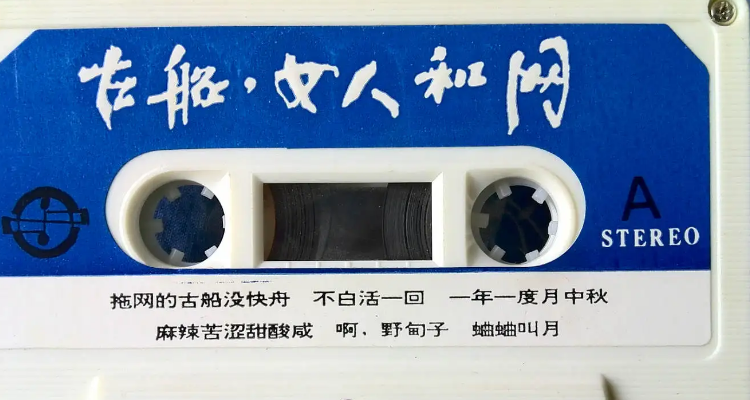 古船，女人和网
A
STEREO
拖网的古船没快舟 不白活一回 一年一度月中秋
麻辣苦涩甜酸咸 啊，野甸子 蛐蛐叫月